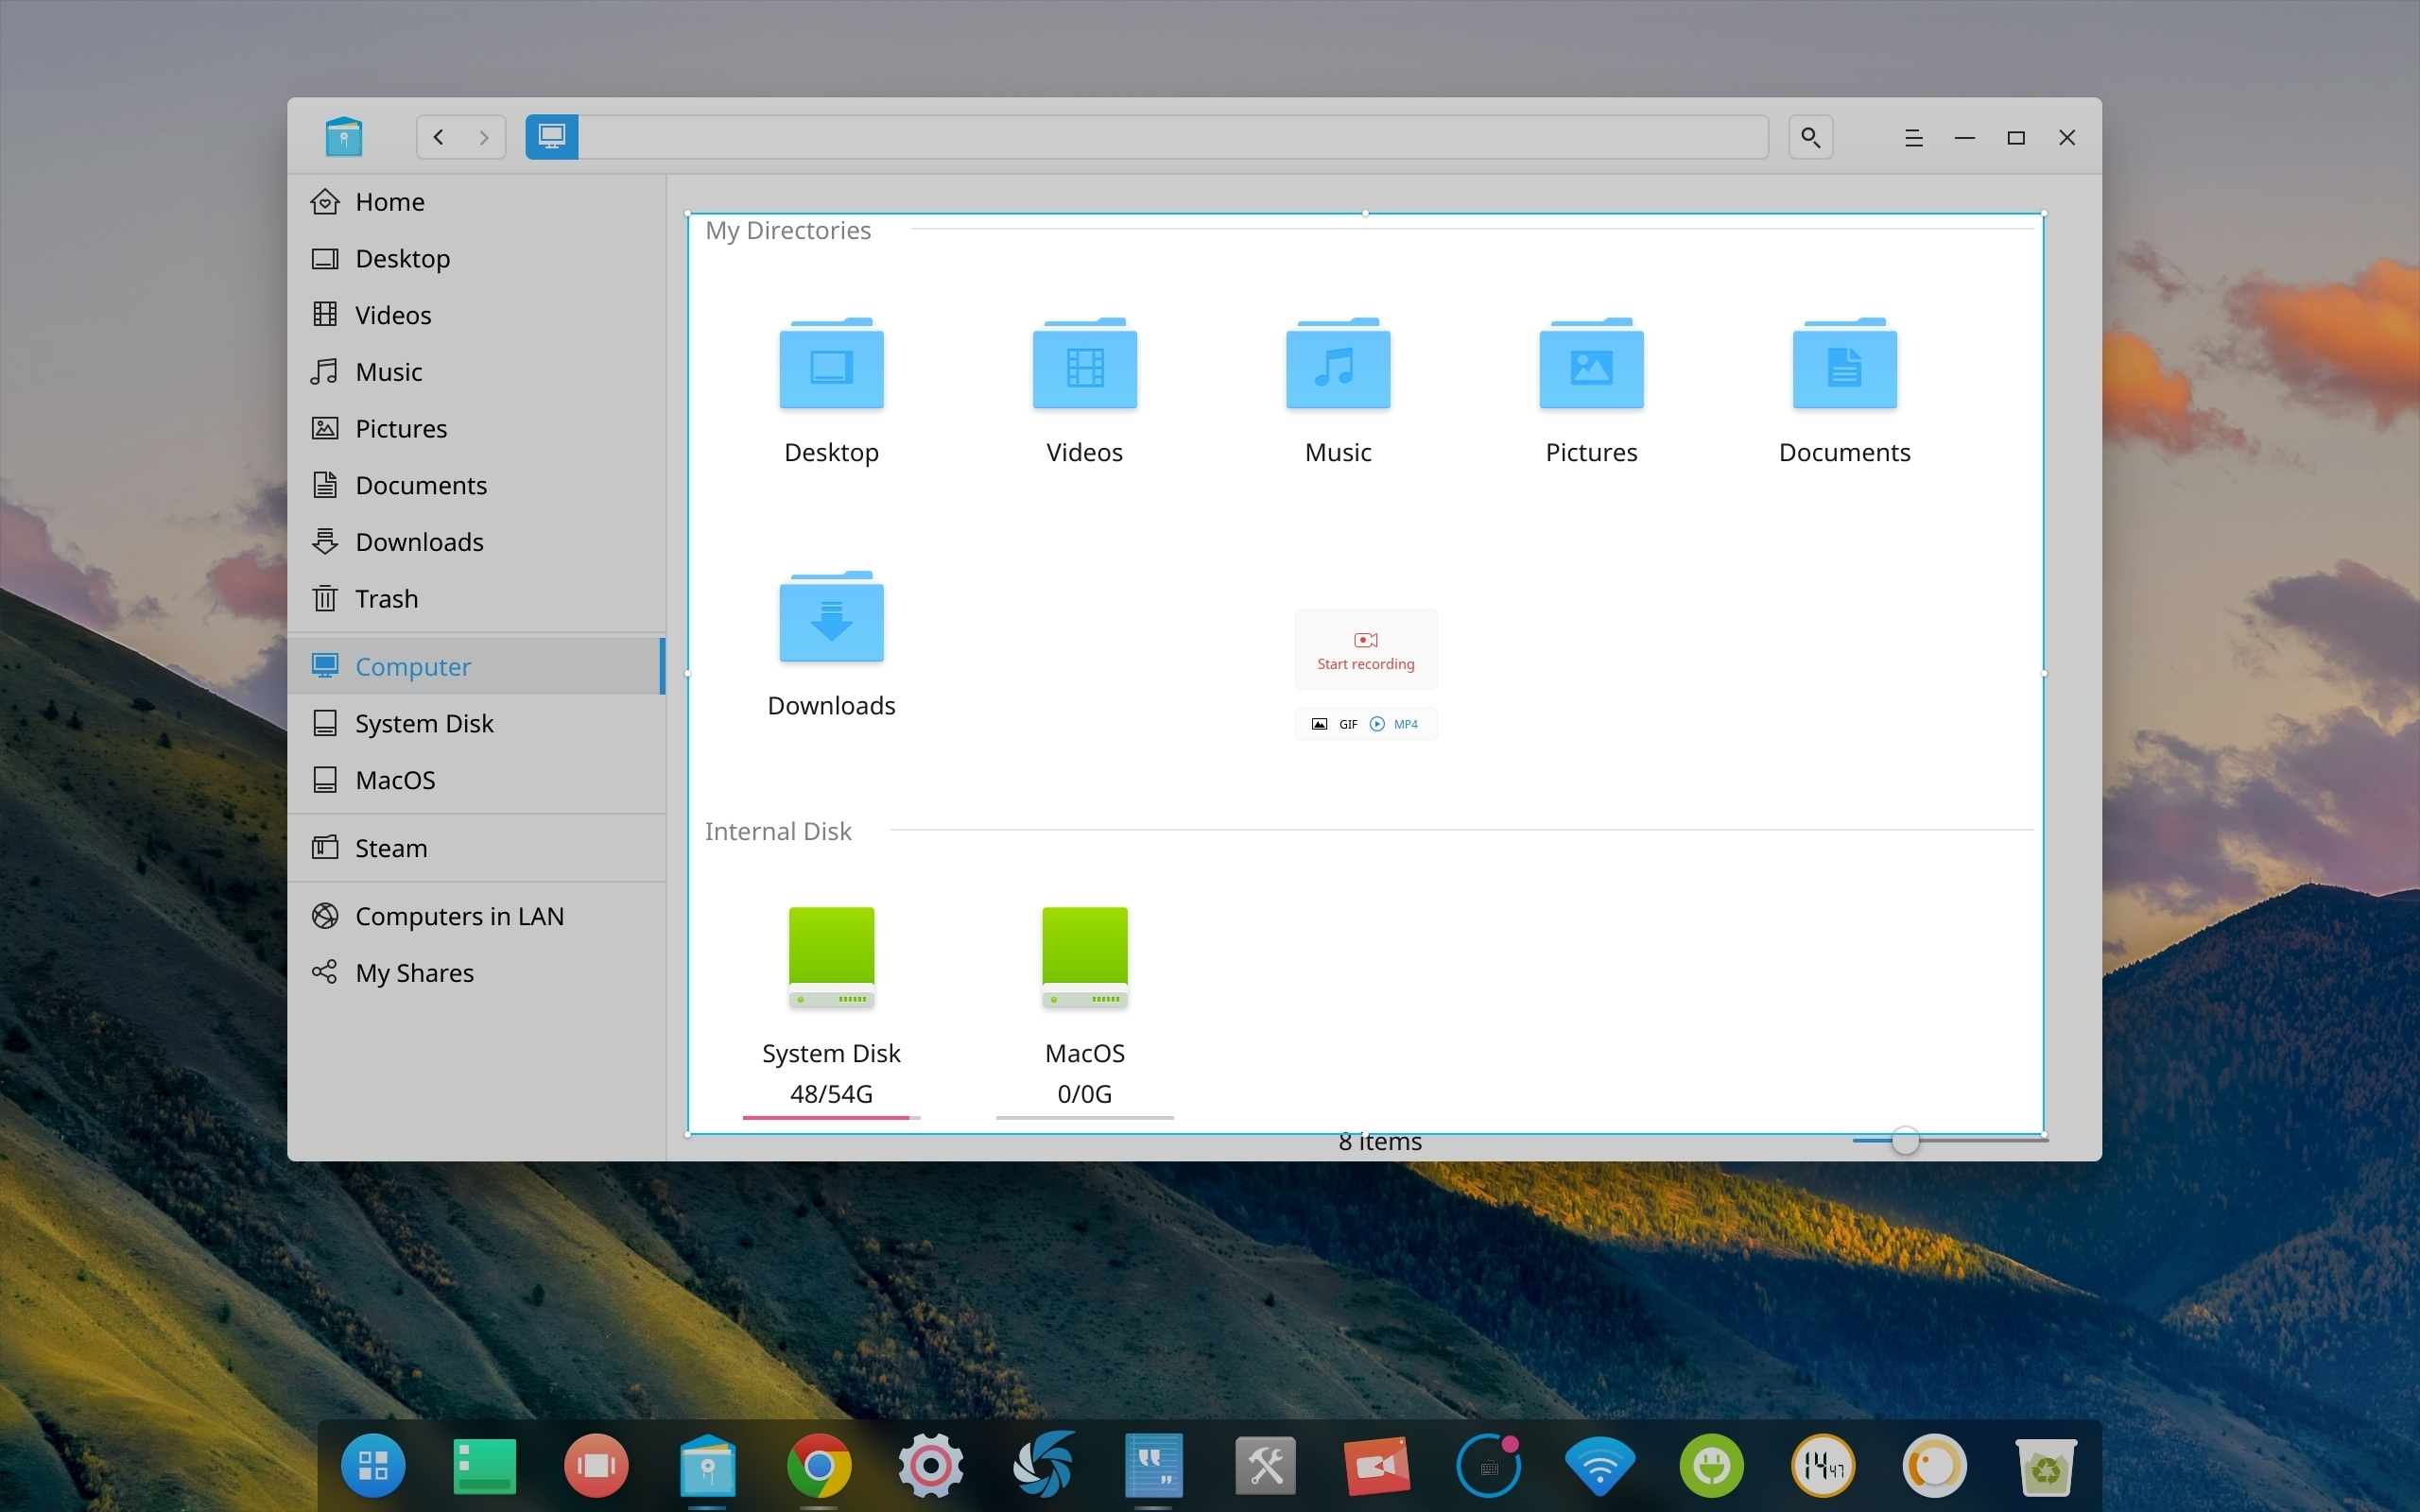 Home
Desktop
Videos
Music
Pictures
Documents
Downloads
Trash
Computer
System Disk
MacOS
Steam
Computers in LAN
My Shares
My Directories
Desktop
Videos
Music
Pictures
Documents
Downloads
Start recording
GIF
MP4
Internal Disk
System Disk
48/54G
MacOS
0/0G
8 items
14 47